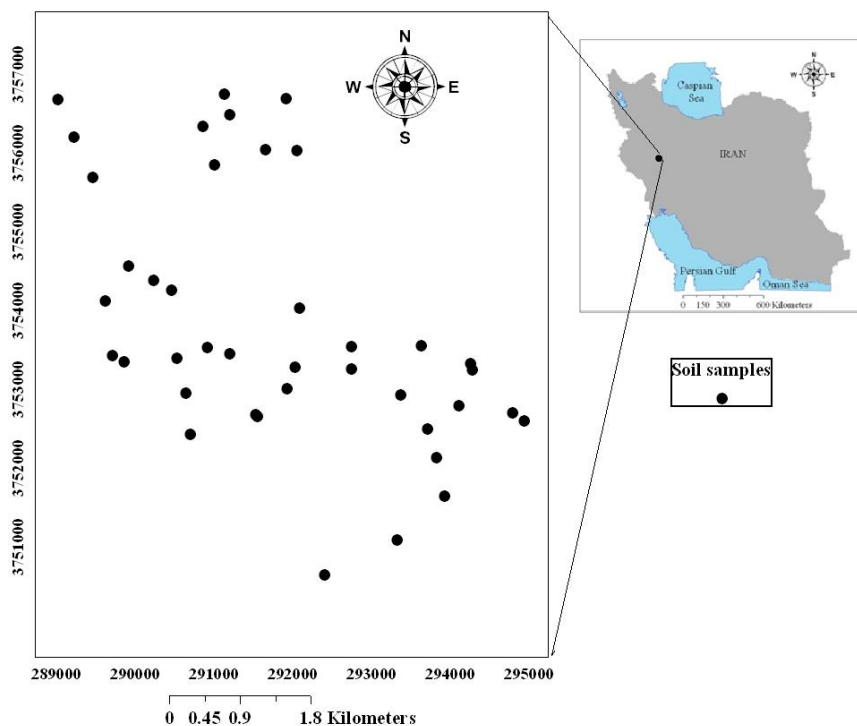 3757000
3756000
3755000
3754000
3753000
3752000
3751000
N
W E
S
289000 290000 291000 292000 293000 294000 295000
0 0.45 0.9 1.8 Kilometers
N
W E
S
Caspian
Sea
IRAN
Persian Gulf
Oman Sea
0 150 300 600 Kilometers
Soil samples